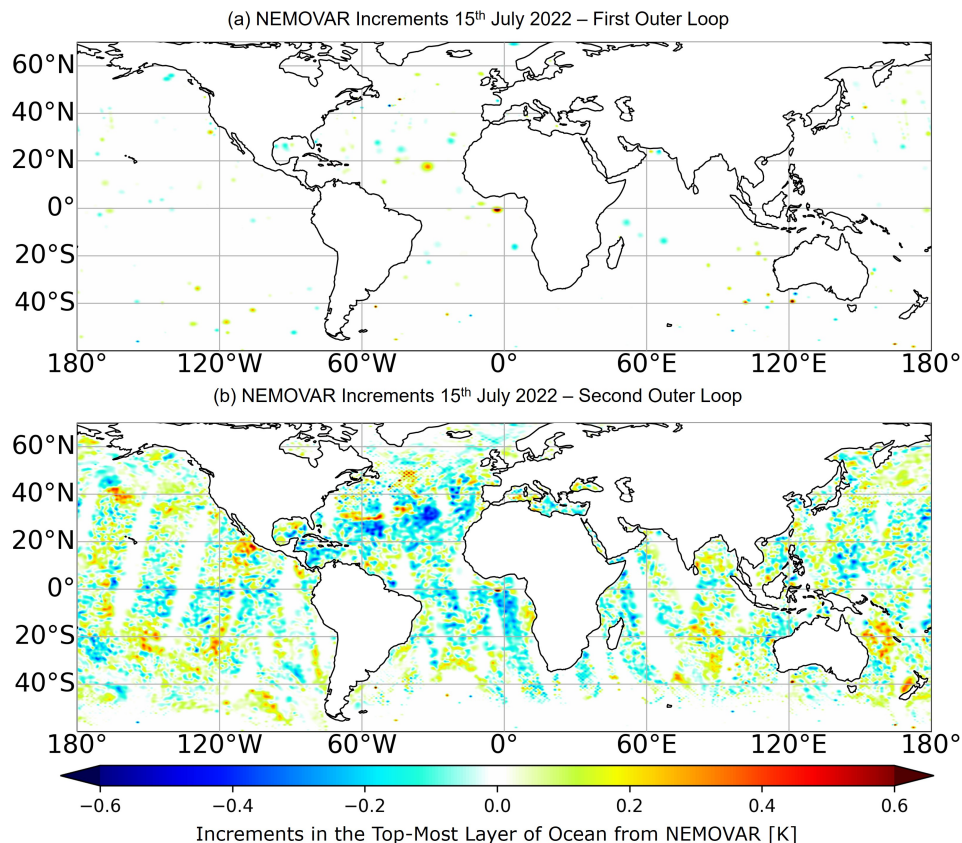 (a) NEMOVAR Increments 15th July 2022 – First Outer Loop
60°N
40°N
20°N
0°
20°S
40°S
180° 120°W 60°W 0° 60°E 120°E 180°
(b) NEMOVAR Increments 15th July 2022 – Second Outer Loop
60°N
40°N
20°N
0°
20°S
40°S
180° 120°W 60°W 0° 60°E 120°E 180°
−0.6 −0.4 −0.2 0.0 0.2 0.4 0.6
Increments in the Top-Most Layer of Ocean from NEMOVAR [K]